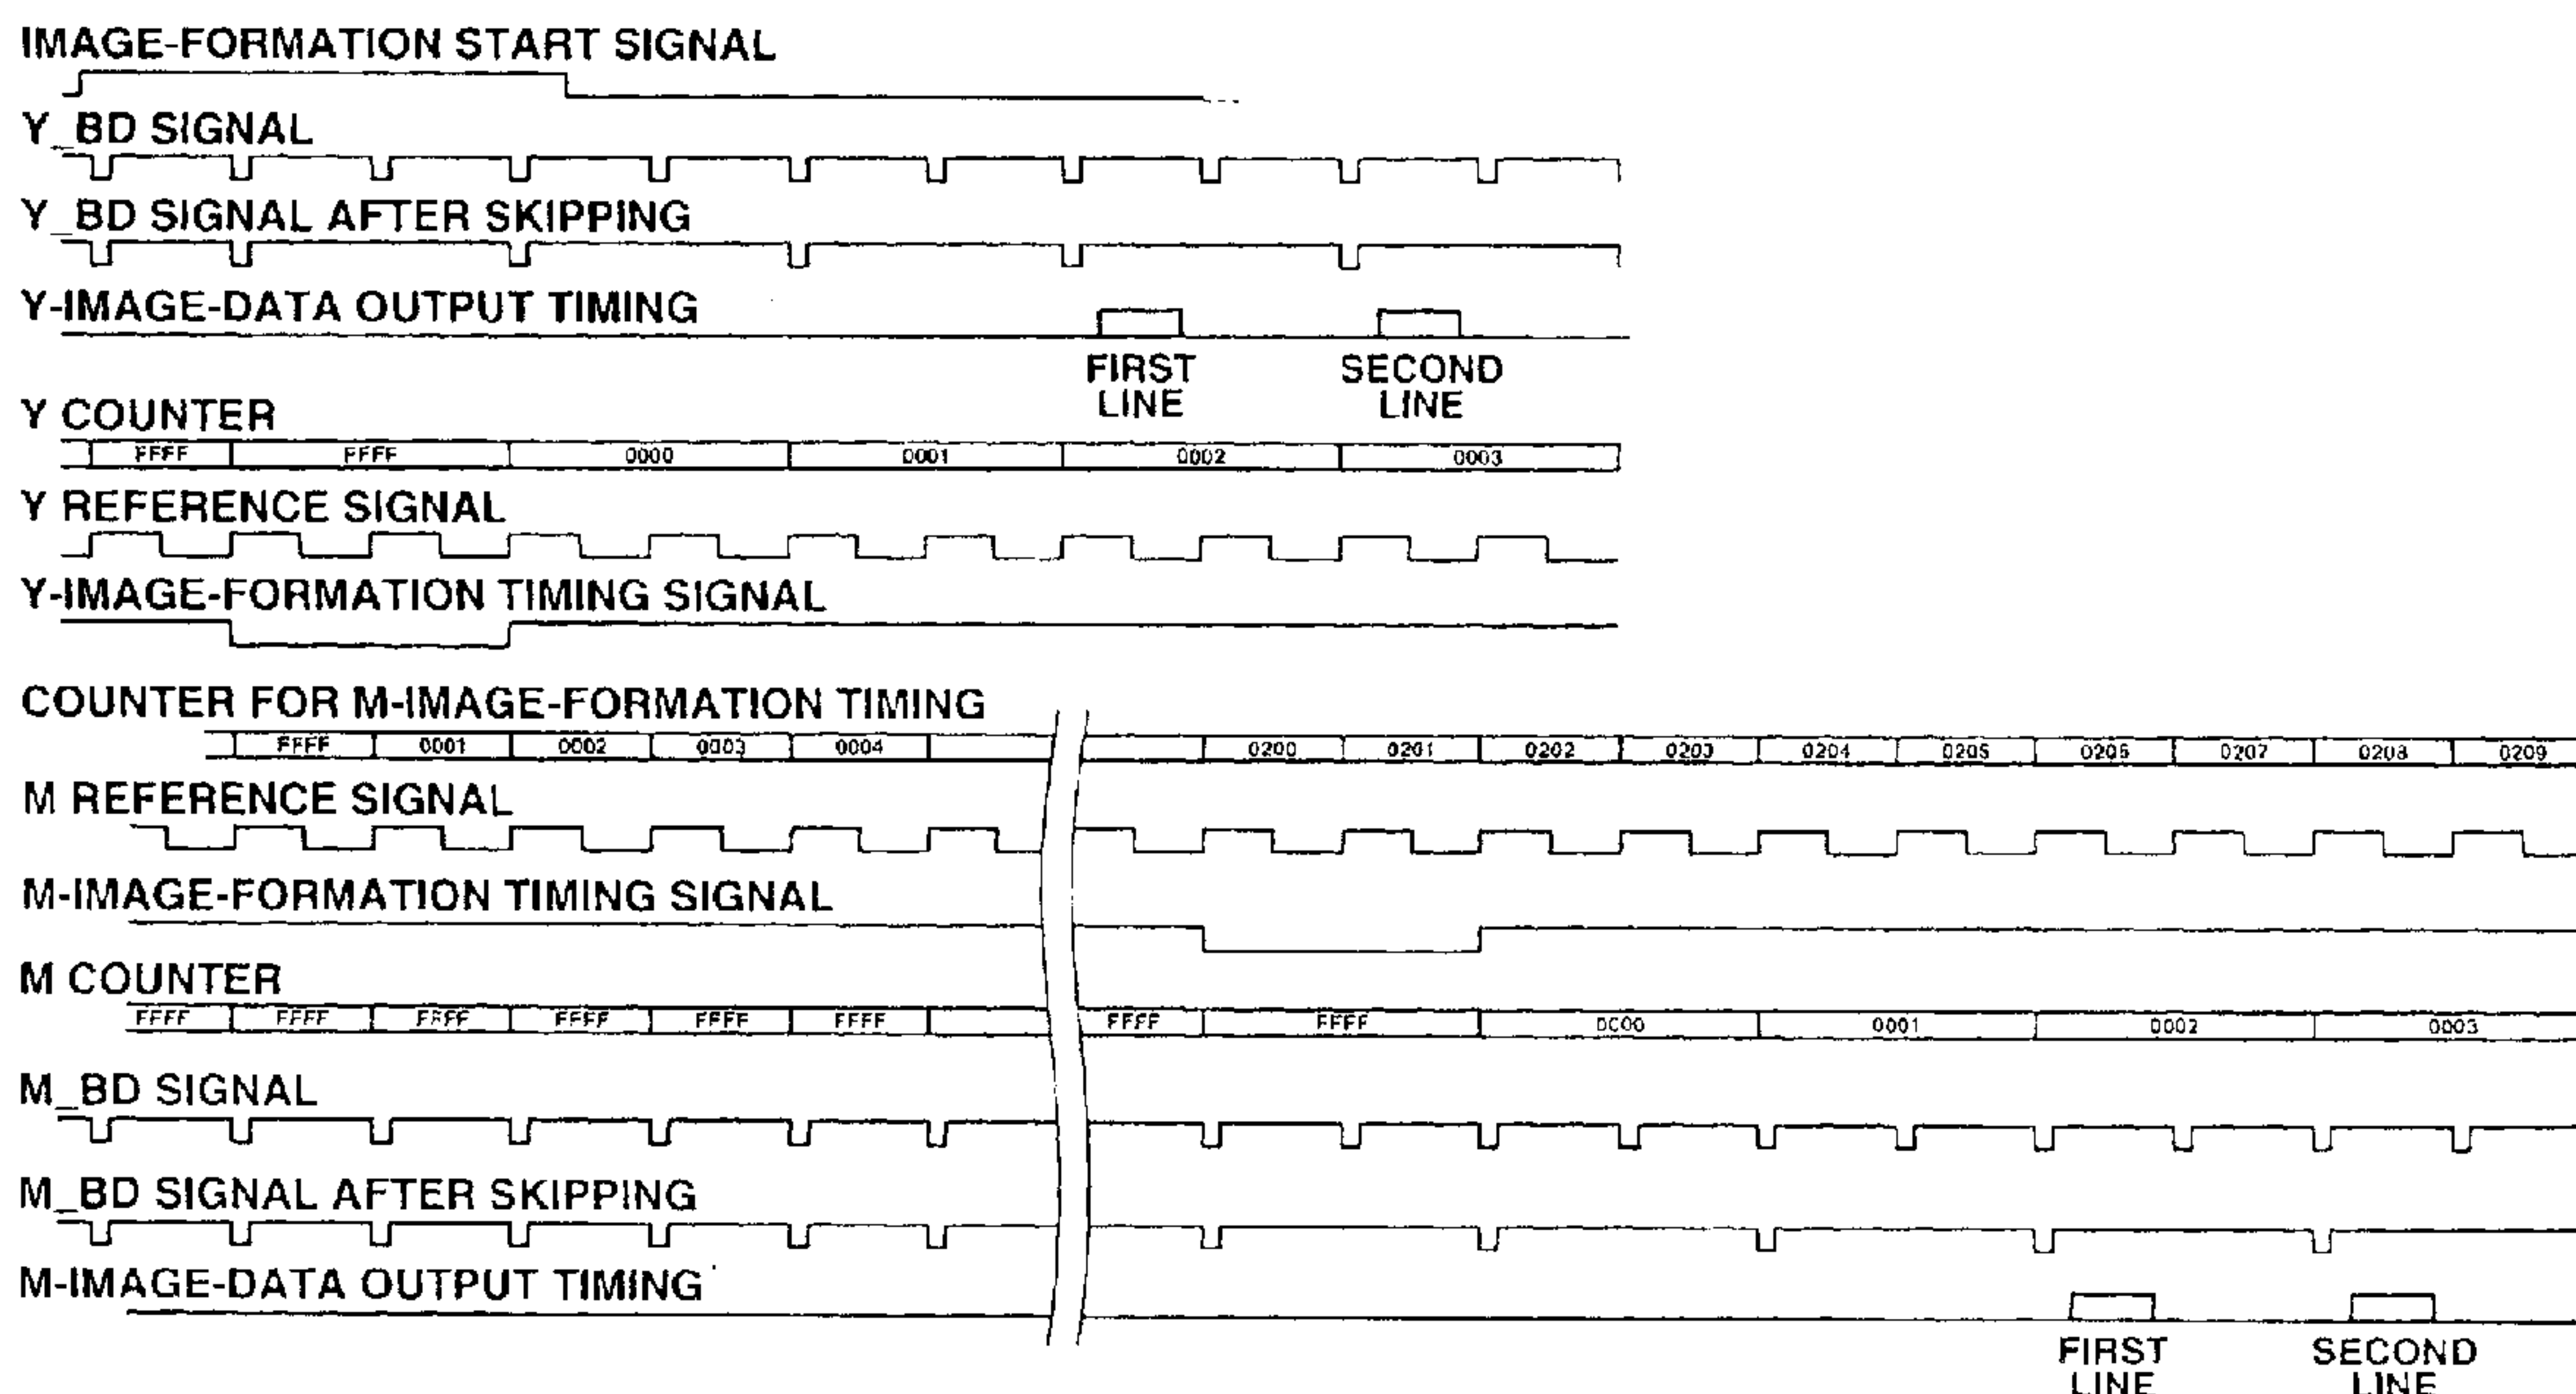 IMAGE-FORMATION START SIGNAL
Y_BD SIGNAL
Y_BD SIGNAL AFTER SKIPPING
Y-IMAGE-DATA OUTPUT TIMING
FIRST LINE
SECOND LINE
Y COUNTER
FFFF FFFF 0000 0001 0002 0003
Y REFERENCE SIGNAL
Y-IMAGE-FORMATION TIMING SIGNAL
COUNTER FOR M-IMAGE-FORMATION TIMING
FFFF 0001 0002 0003 0004 0200 0201 0202 0203 0204 0205 0206 0207 0208 0209
M REFERENCE SIGNAL
M-IMAGE-FORMATION TIMING SIGNAL
M COUNTER
FFFF FFFF FFFF FFFF FFFF FFFF FFFF FFFF 0000 0001 0002 0003
M_BD SIGNAL
M_BD SIGNAL AFTER SKIPPING
M-IMAGE-DATA OUTPUT TIMING
FIRST LINE
SECOND LINE